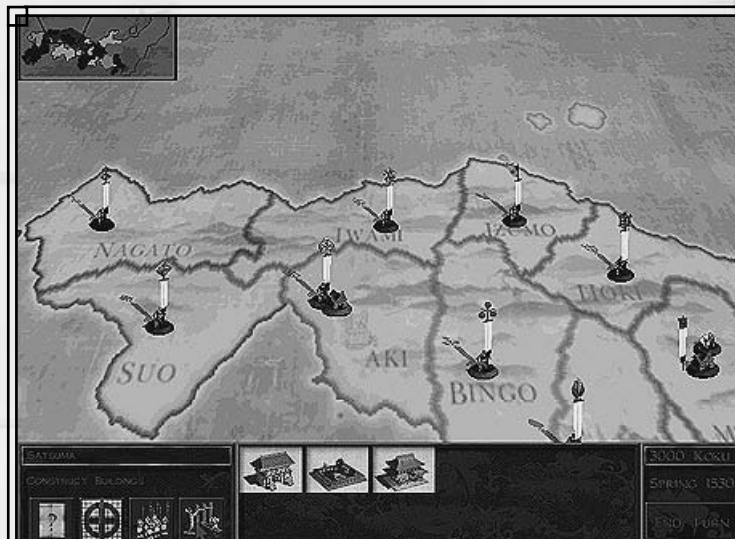 NAGATO
IWAMI
IZUMO
HOKI
SUO
AKI
BINGO
SATSUMA
CONSTRUCT BUILDINGS
?
3000 KOKU
SPRING 1530
END TURN